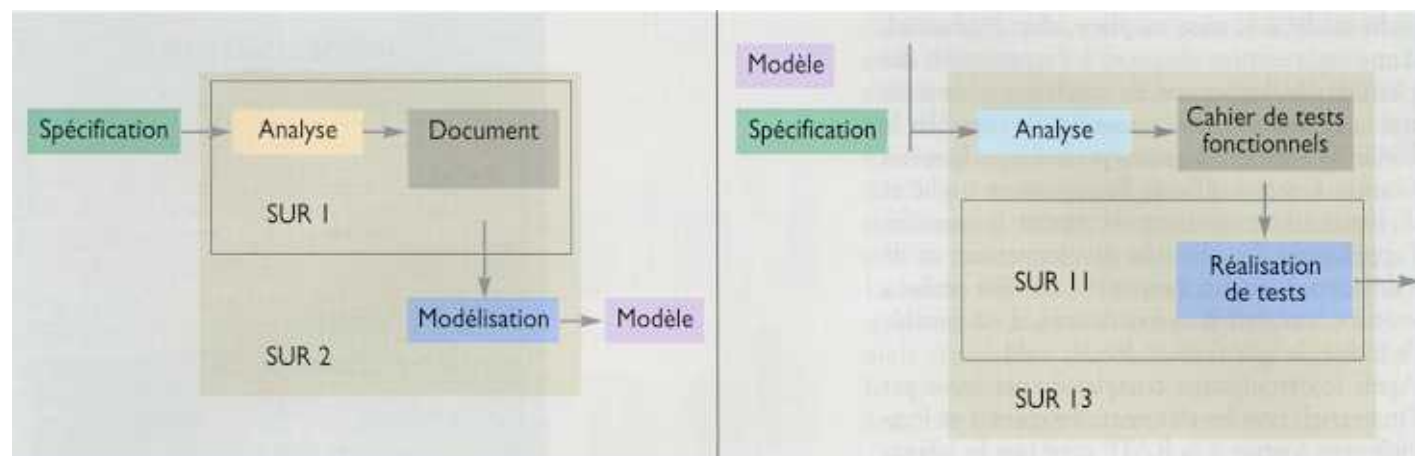 Spécification
Analyse
Document
SUR 1
Modélisation
Modèle
SUR 2
Modèle
Spécification
Analyse
Cahier de tests
fonctionnels
SUR 11
Réalisation
de tests
SUR 13